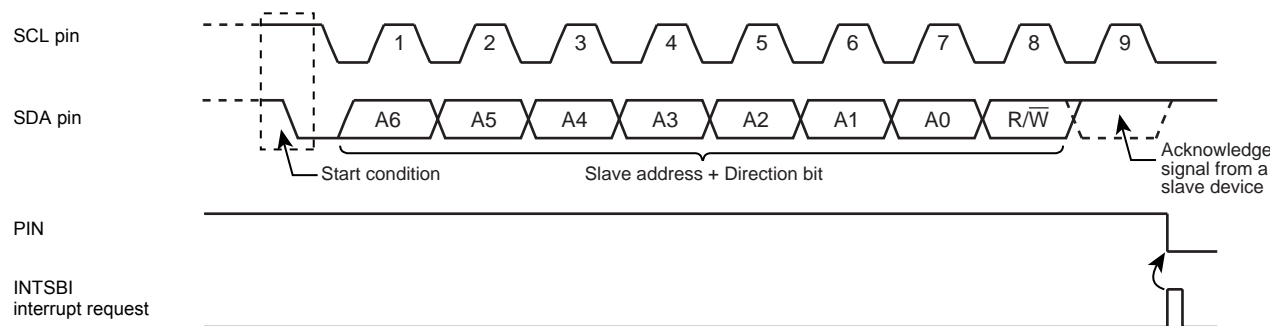 SCL pin
1 2 3 4 5 6 7 8 9
SDA pin
A6 A5 A4 A3 A2 A1 A0 R/W̅
Start condition
Slave address + Direction bit
Acknowledge
signal from a
slave device
PIN
INTSBI
interrupt request